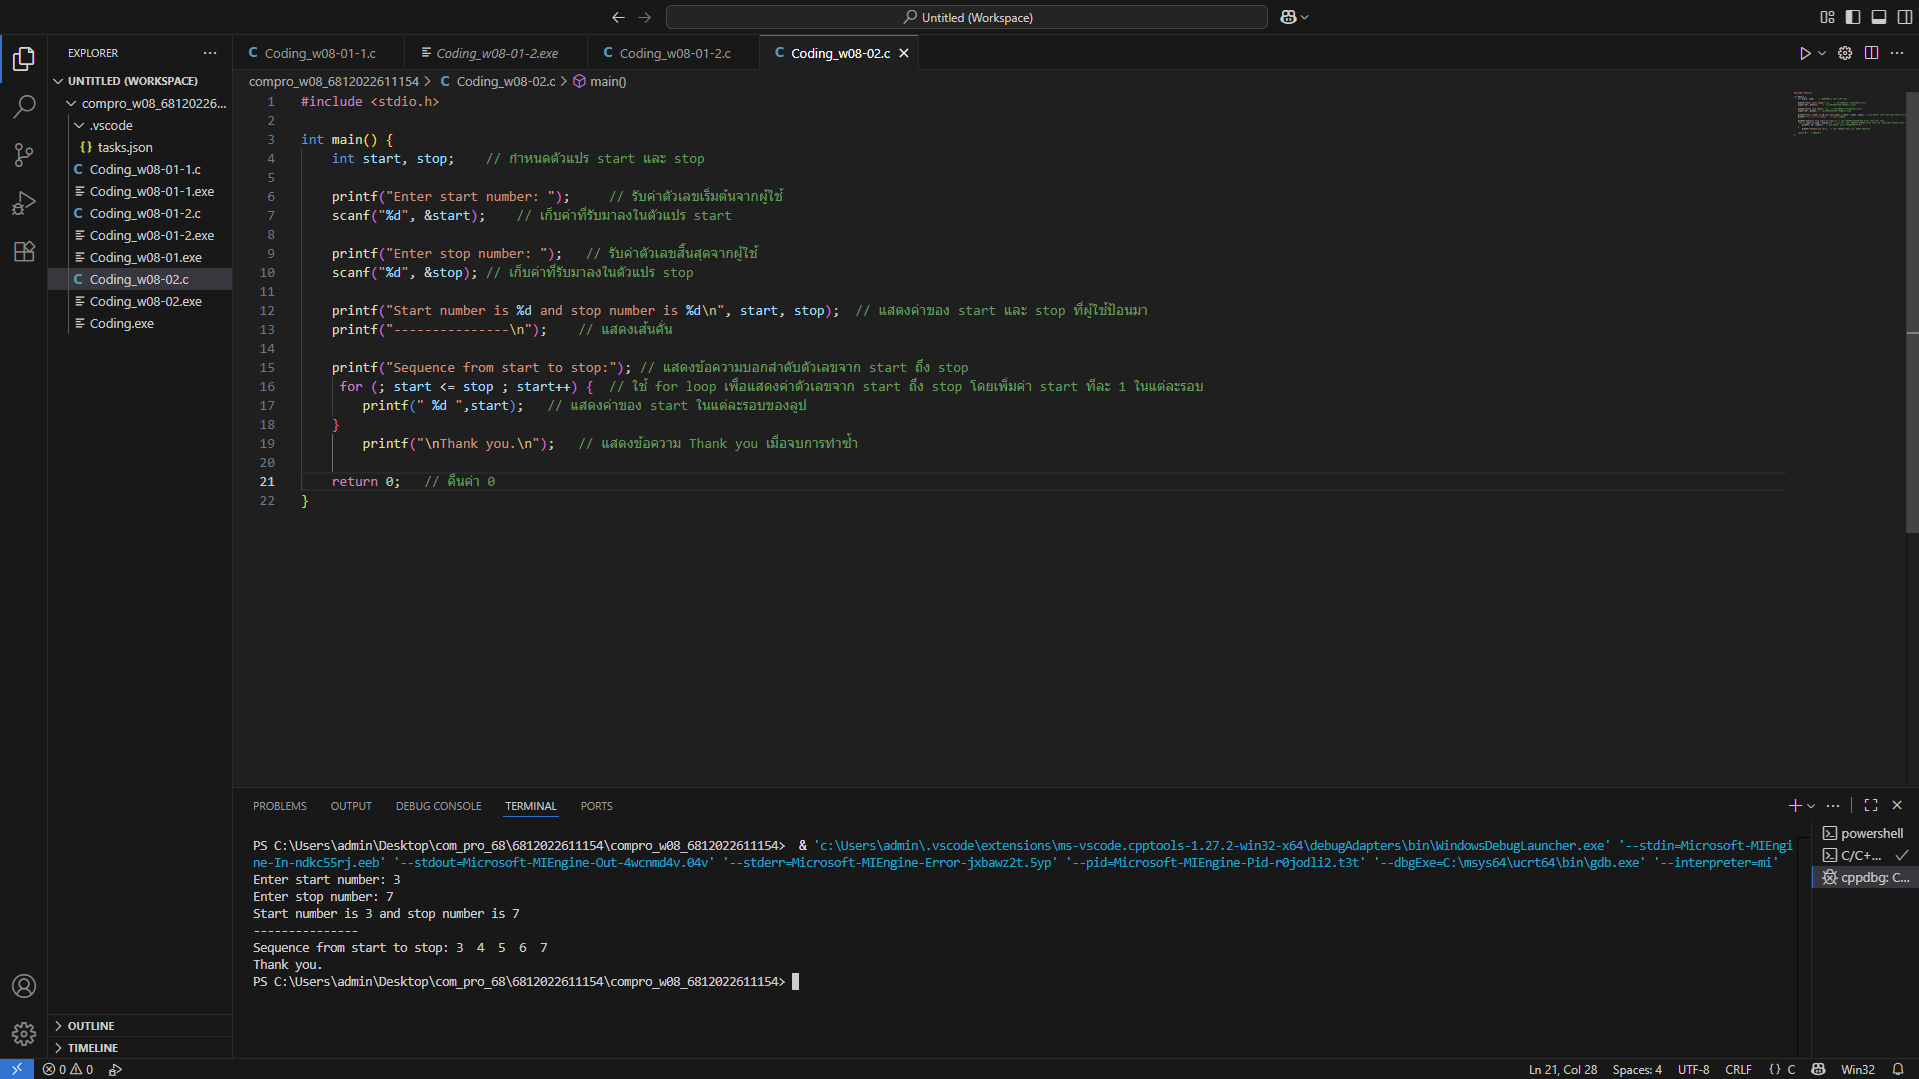 Untitled (Workspace)
EXPLORER
Coding_w08-01-1.c
Coding_w08-01-2.exe
Coding_w08-01-2.c
Coding_w08-02.c
UNTITLED (WORKSPACE)
compro_w08_68120226...
.vscode
tasks.json
Coding_w08-01-1.c
Coding_w08-01-1.exe
Coding_w08-01-2.c
Coding_w08-01-2.exe
Coding_w08-01.exe
Coding_w08-02.c
Coding_w08-02.exe
Coding.exe
OUTLINE
TIMELINE
compro_w08_6812022611154 > C Coding_w08-02.c > main()
1 #include <stdio.h>
2
3 int main() {
4 int start, stop; // กำหนดตัวแปร start และ stop
5
6 printf("Enter start number: "); // รับค่าตัวเลขเริ่มต้นจากผู้ใช้
7 scanf("%d", &start); // เก็บค่าที่รับมาลงในตัวแปร start
8
9 printf("Enter stop number: "); // รับค่าตัวเลขสิ้นสุดจากผู้ใช้
10 scanf("%d", &stop); // เก็บค่าที่รับมาลงในตัวแปร stop
11
12 printf("Start number is %d and stop number is %d\n", start, stop); // แสดงค่าของ start และ stop ที่ผู้ใช้ป้อนมา
13 printf("---------------\n"); // แสดงเส้นคั่น
14
15 printf("Sequence from start to stop:"); // แสดงข้อความบอกลำดับตัวเลขจาก start ถึง stop
16 for (; start <= stop ; start++) { // ใช้ for loop เพื่อแสดงค่าตัวเลขจาก start ถึง stop โดยเพิ่มค่า start ทีละ 1 ในแต่ละรอบ
17 printf(" %d ",start); // แสดงค่าของ start ในแต่ละรอบของลูป
18 }
19 printf("\nThank you.\n"); // แสดงข้อความ Thank you เมื่อจบการทำซ้ำ
20
21 return 0; // คืนค่า 0
22 }
PROBLEMS OUTPUT DEBUG CONSOLE TERMINAL PORTS
PS C:\Users\admin\Desktop\com_pro_68\6812022611154\compro_w08_6812022611154> & 'c:\Users\admin\.vscode\extensions\ms-vscode.cpptools-1.27.2-win32-x64\debugAdapters\bin\WindowsDebugLauncher.exe' '--stdin=Microsoft-MIEngi
ne-In-ndkc55rj.eeb' '--stdout=Microsoft-MIEngine-Out-4wcnmd4v.04v' '--stderr=Microsoft-MIEngine-Error-jxbawz2t.5yp' '--pid=Microsoft-MIEngine-Pid-r0jodli2.t3t' '--dbgExe=C:\msys64\ucrt64\bin\gdb.exe' '--interpreter=mi'
Enter start number: 3
Enter stop number: 7
Start number is 3 and stop number is 7
---------------
Sequence from start to stop: 3 4 5 6 7
Thank you.
PS C:\Users\admin\Desktop\com_pro_68\6812022611154\compro_w08_6812022611154>
powershell
C/C+...
cppdbg: C...
0 0
Ln 21, Col 28 Spaces: 4 UTF-8 CRLF {} C Win32